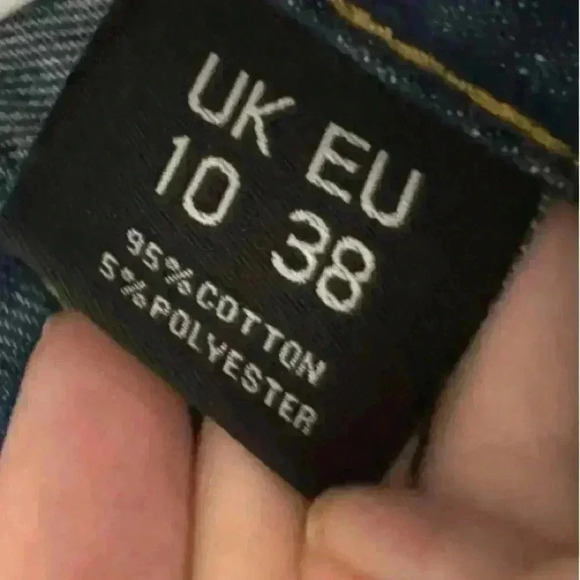 UK EU
10 38
95% COTTON
5% POLYESTER